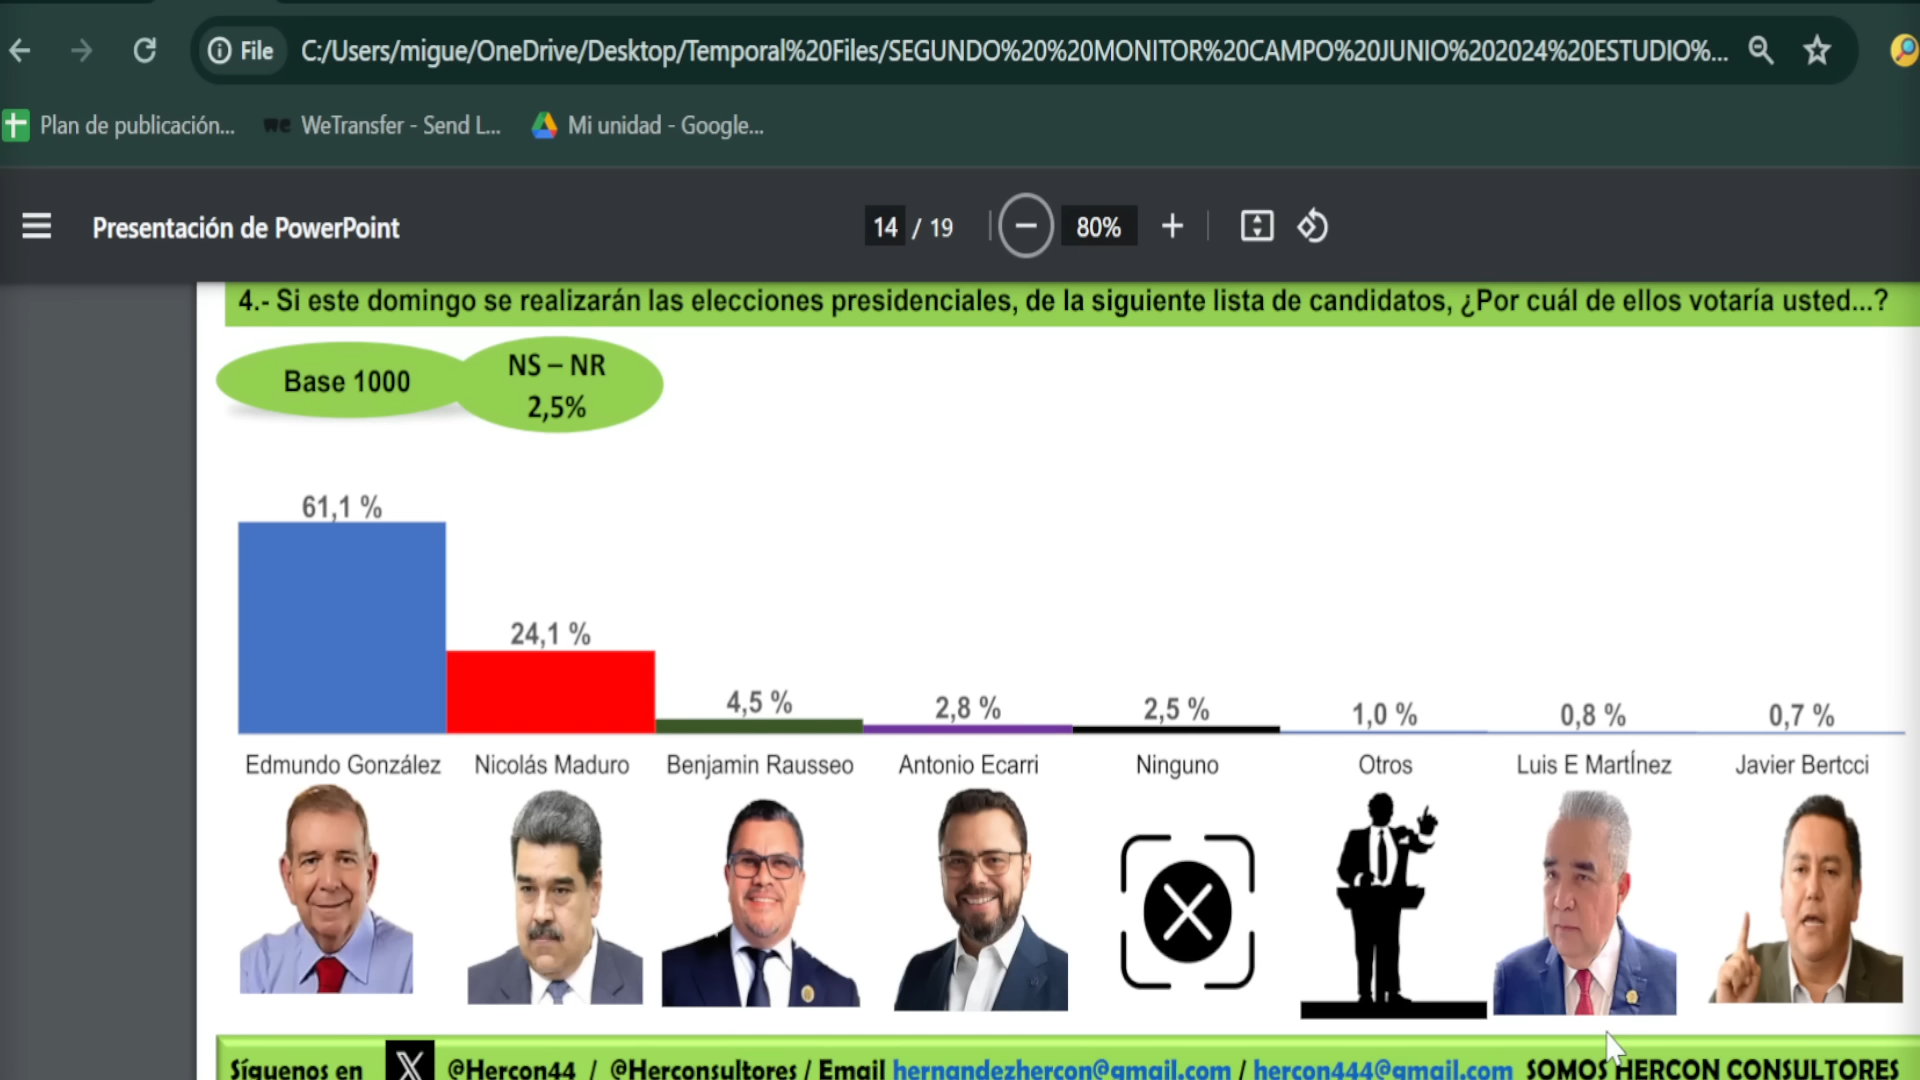 File C:/Users/migue/OneDrive/Desktop/Temporal%20Files/SEGUNDO%20%20MONITOR%20CAMPO%20JUNIO%202024%20ESTUDIO%...
Plan de publicación... we WeTransfer - Send L... Mi unidad - Google...
Presentación de PowerPoint 14 / 19 80%
4.- Si este domingo se realizarán las elecciones presidenciales, de la siguiente lista de candidatos, ¿Por cuál de ellos votaría usted...?
Base 1000
NS – NR
2,5%
61,1 %
24,1 %
4,5 %
2,8 %
2,5 %
1,0 %
0,8 %
0,7 %
Edmundo González
Nicolás Maduro
Benjamin Rausseo
Antonio Ecarri
Ninguno
Otros
Luis E MartÍnez
Javier Bertcci
Síguenos en X @Hercon44 / @Herconsultores / Email hernandezhercon@gmail.com / hercon444@gmail.com SOMOS HERCON CONSULTORES